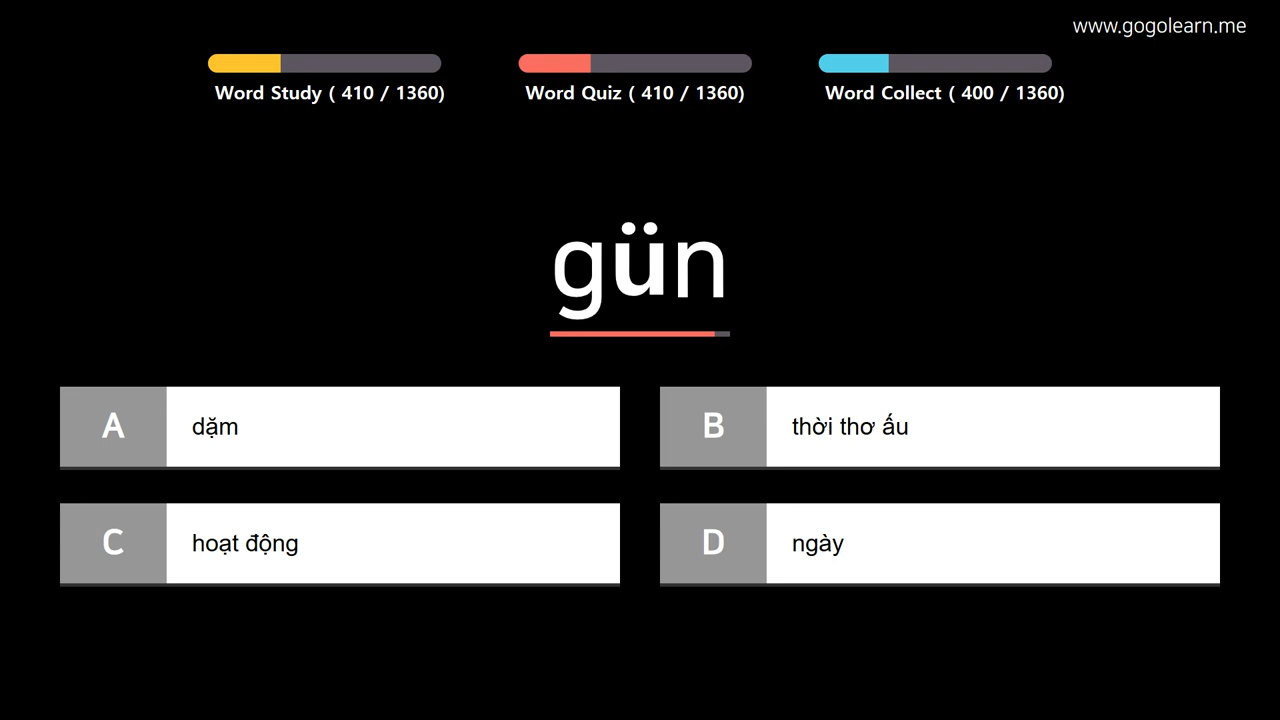 www.gogolearn.me
Word Study ( 410 / 1360)
Word Quiz ( 410 / 1360)
Word Collect ( 400 / 1360)
gün
A
dặm
B
thời thơ ấu
C
hoạt động
D
ngày